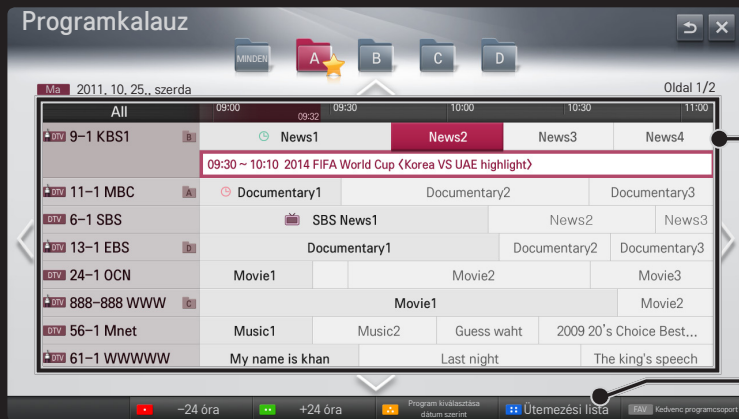 Programkalauz
MINDEN A B C D
Ma 2011. 10. 25., szerda Oldal 1/2
All 09:00 09:32 09:30 10:00 10:30 11:00
DTV 9-1 KBS1 B News1 News2 News3 News4
09:30 ~ 10:10 2014 FIFA World Cup 〈Korea VS UAE highlight〉
DTV 11-1 MBC A Documentary1 Documentary2 Documentary3
DTV 6-1 SBS SBS News1 News2 News3
DTV 13-1 EBS D Documentary1 Documentary2 Documentary3
DTV 24-1 OCN Movie1 Movie2 Movie3
DTV 888-888 WWW C Movie1 Movie2
DTV 56-1 Mnet Music1 Music2 Guess waht 2009 20's Choice Best...
DTV 61-1 WWWWW My name is khan Last night The king's speech
-24 óra +24 óra Program kiválasztása dátum szerint Ütemezési lista FAV Kedvenc programcsoport